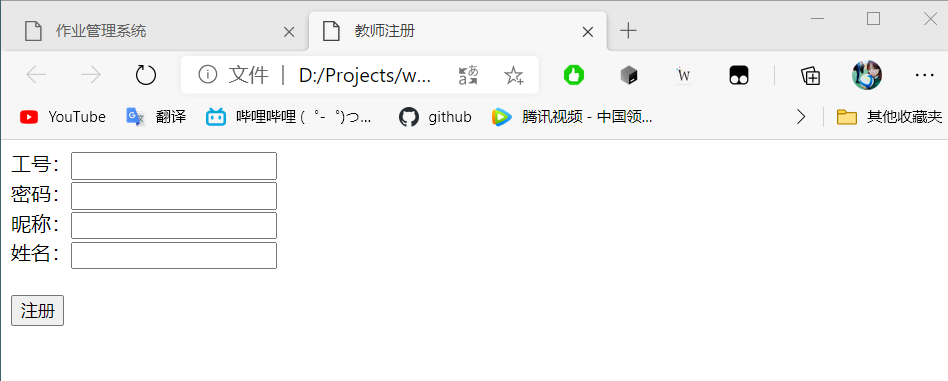 作业管理系统
教师注册
文件 | D:/Projects/w...
YouTube
翻译
哔哩哔哩 (゜-゜)つ...
github
腾讯视频 - 中国领...
其他收藏夹
工号：
密码：
昵称：
姓名：
注册